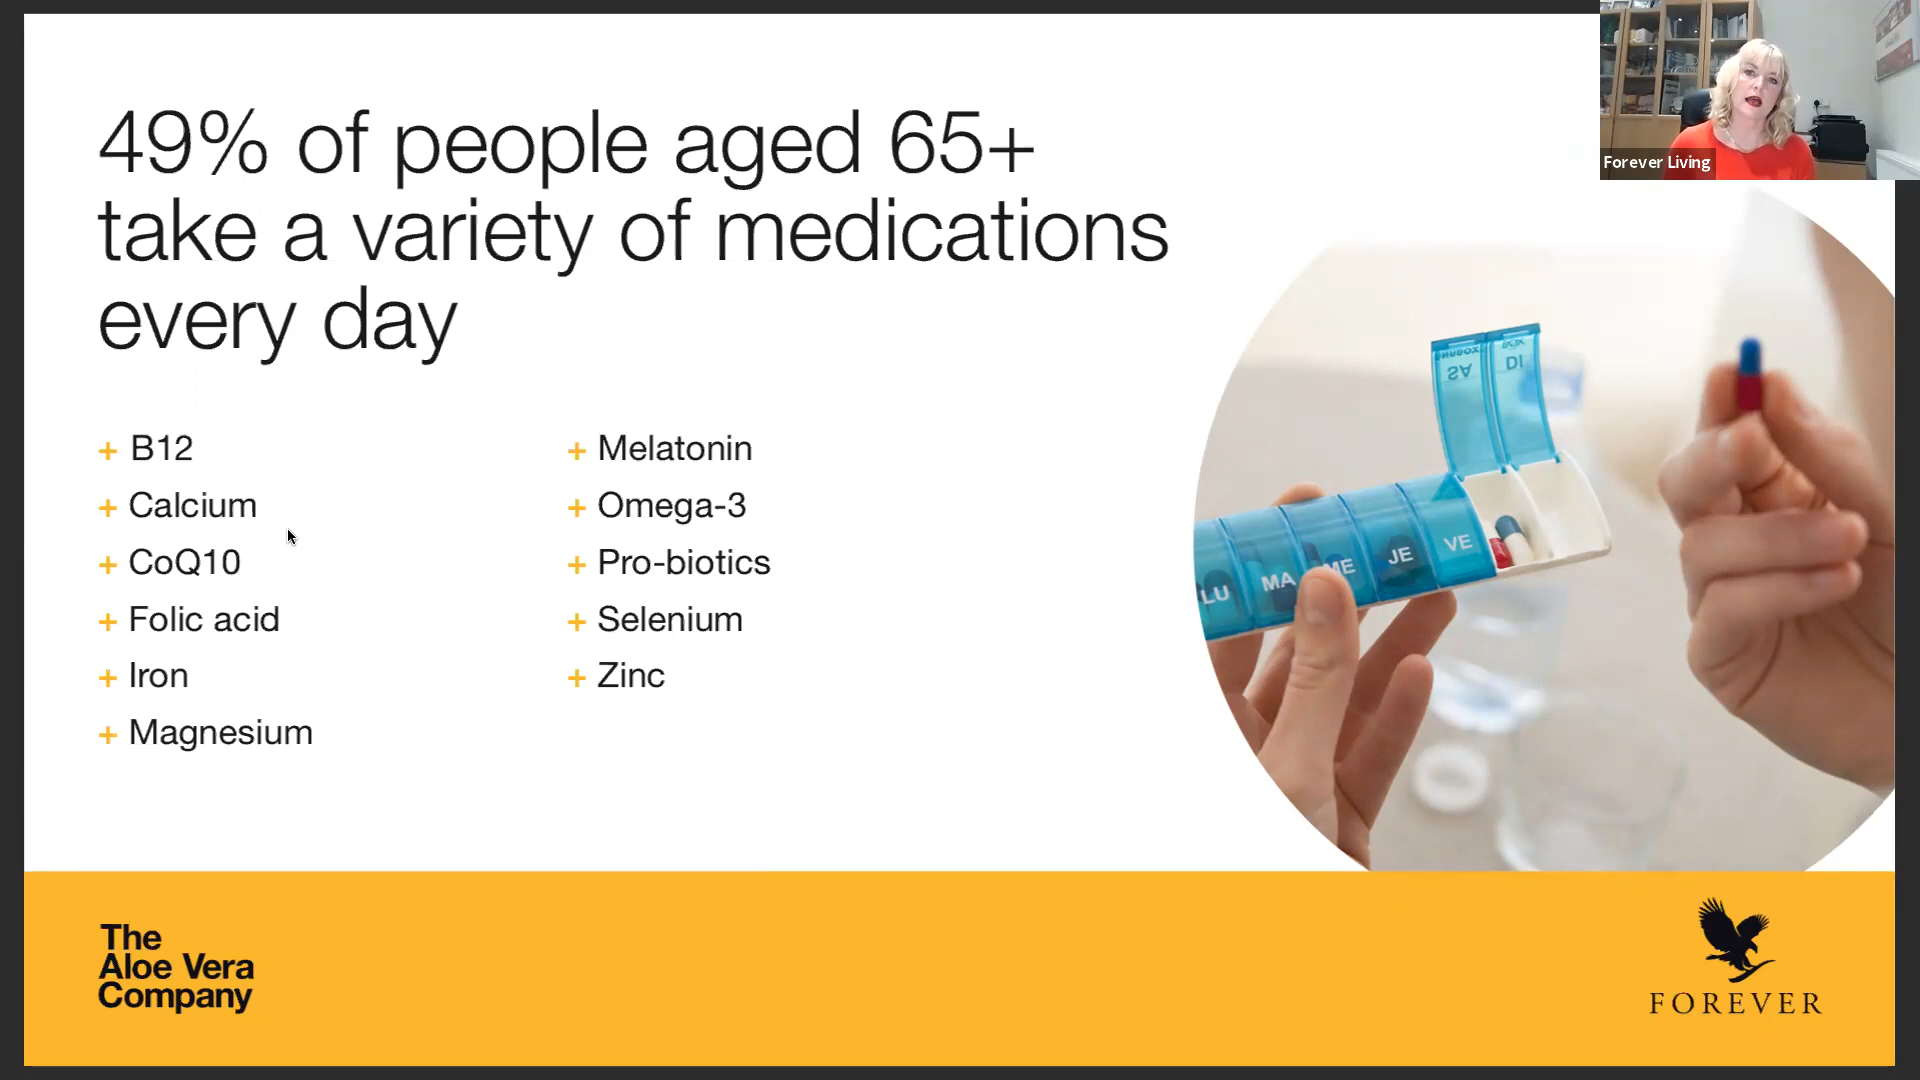 49% of people aged 65+
take a variety of medications
every day
+ B12
+ Calcium
+ CoQ10
+ Folic acid
+ Iron
+ Magnesium
+ Melatonin
+ Omega-3
+ Pro-biotics
+ Selenium
+ Zinc
Forever Living
SA
DI
LU
MA
ME
JE
VE
The
Aloe Vera
Company
FOREVER